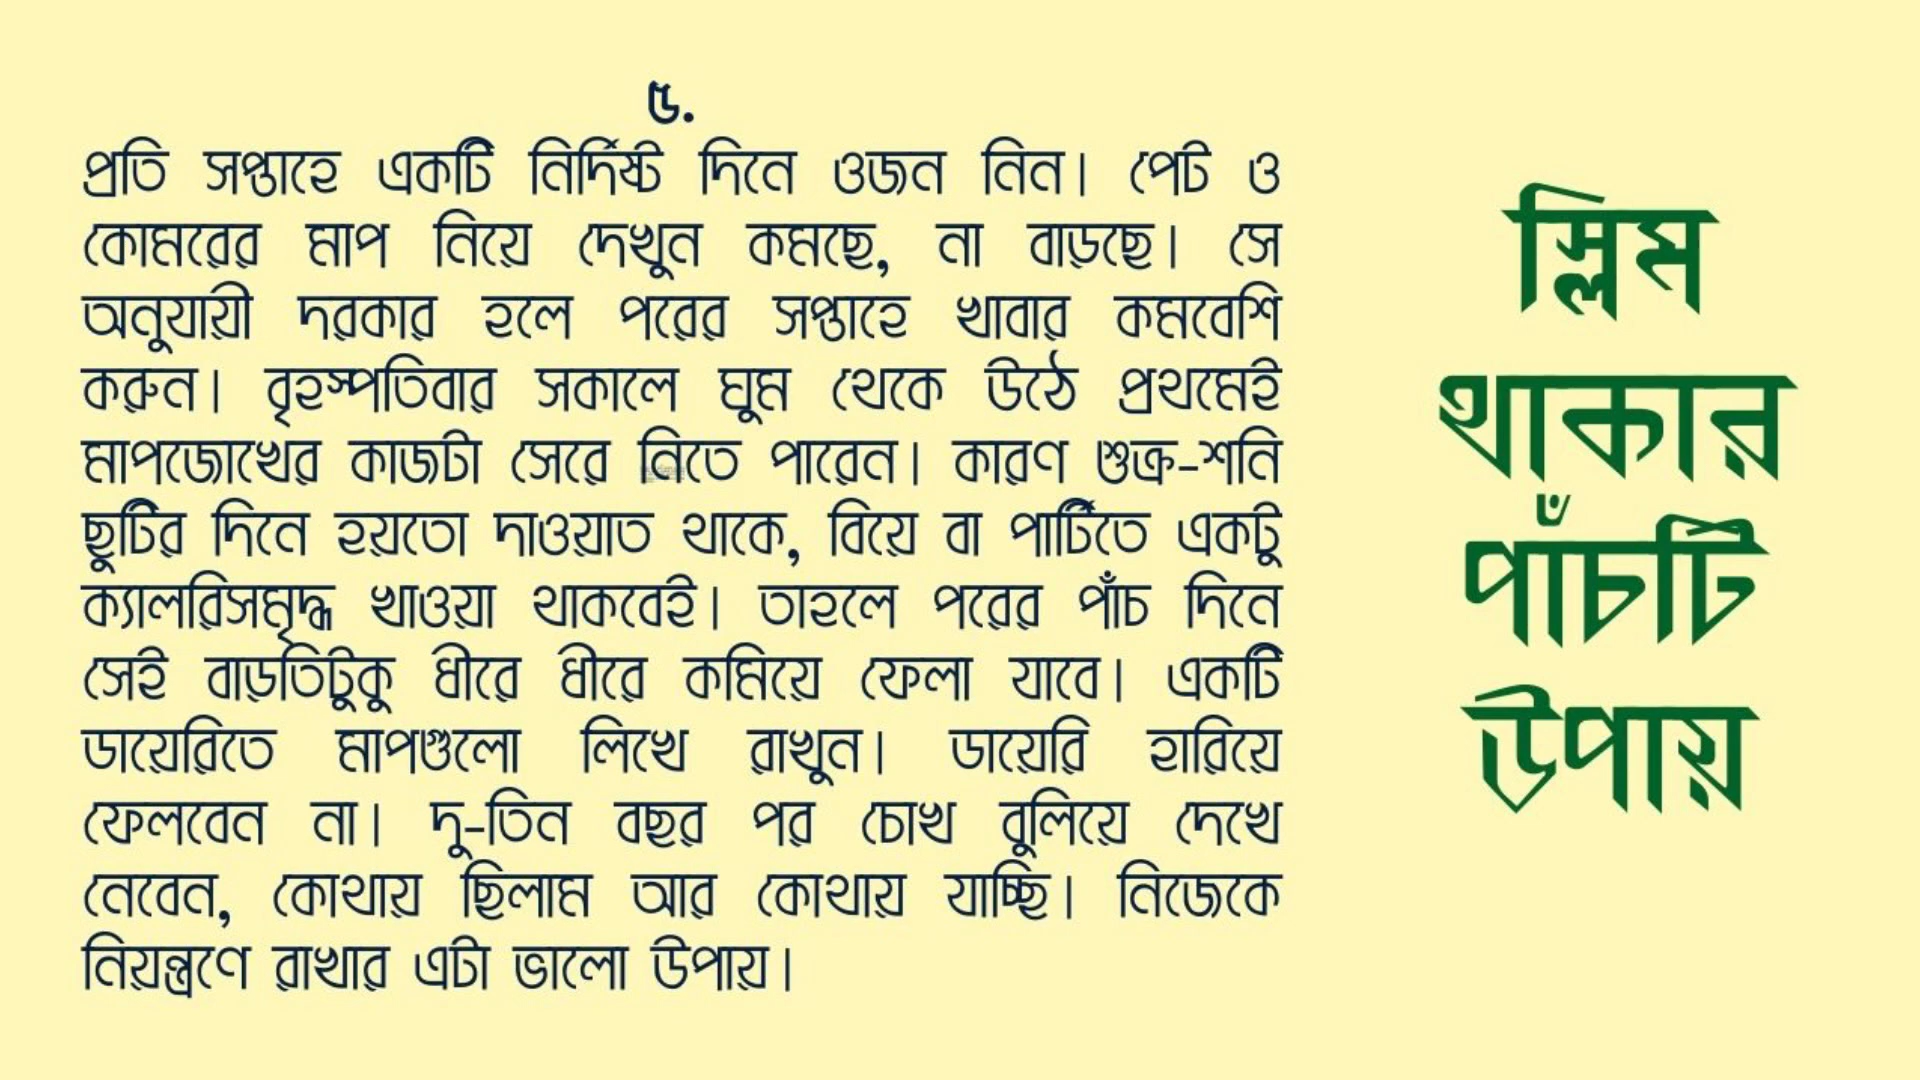 ৫.
প্রতি সপ্তাহে একটি নির্দিষ্ট দিনে ওজন নিন। পেট ও
কোমরের মাপ নিয়ে দেখুন কমছে, না বাড়ছে। সে
অনুযায়ী দরকার হলে পরের সপ্তাহে খাবার কমবেশি
করুন। বৃহস্পতিবার সকালে ঘুম থেকে উঠে প্রথমেই
মাপজোখের কাজটা সেরে নিতে পারেন। কারণ শুক্র-শনি
ছুটির দিনে হয়তো দাওয়াত থাকে, বিয়ে বা পার্টিতে একটু
ক্যালরিসমৃদ্ধ খাওয়া থাকবেই। তাহলে পরের পাঁচ দিনে
সেই বাড়তিটুকু ধীরে ধীরে কমিয়ে ফেলা যাবে। একটি
ডায়েরিতে মাপগুলো লিখে রাখুন। ডায়েরি হারিয়ে
ফেলবেন না। দু-তিন বছর পর চোখ বুলিয়ে দেখে
নেবেন, কোথায় ছিলাম আর কোথায় যাচ্ছি। নিজেকে
নিয়ন্ত্রণে রাখার এটা ভালো উপায়।
স্লিম
থাকার
পাঁচটি
উপায়